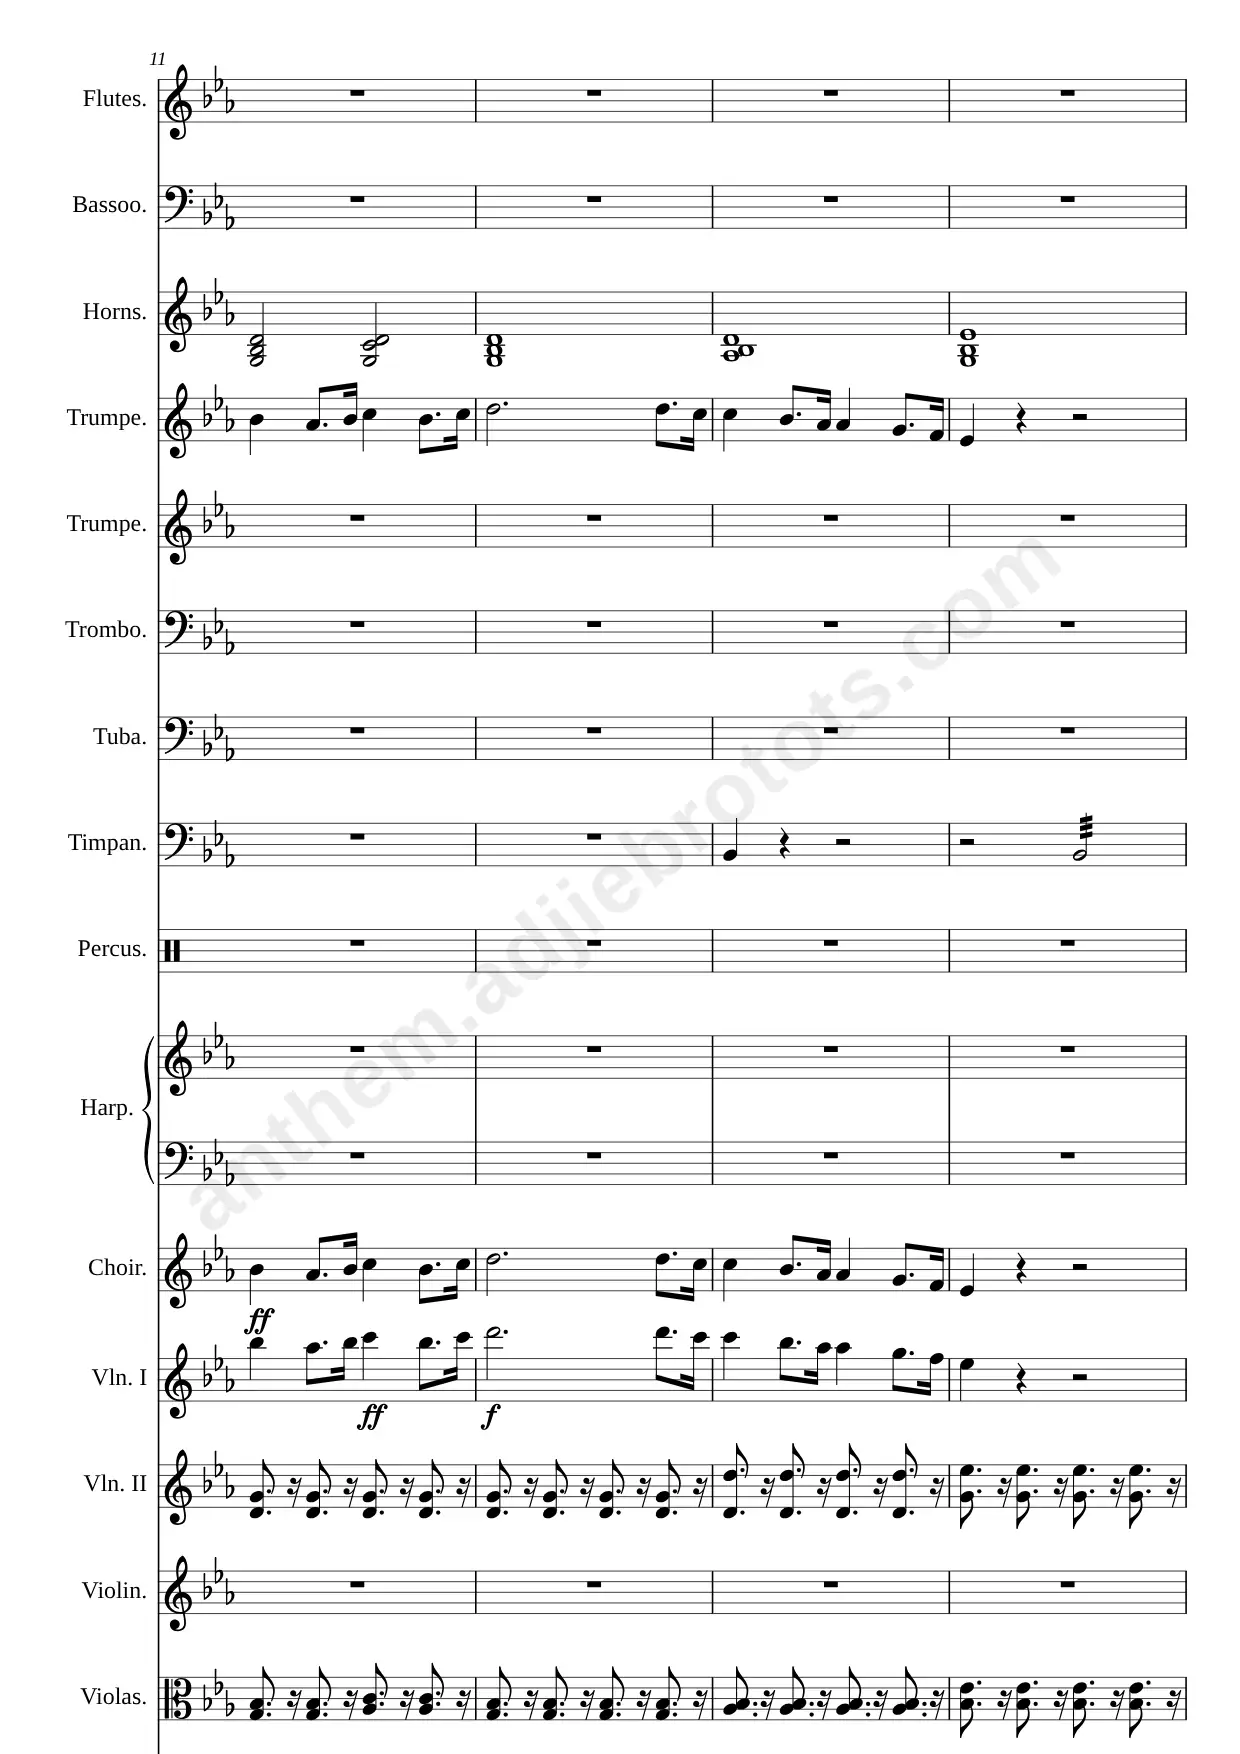 11
Flutes.
Bassoo.
Horns.
Trumpe.
Trumpe.
Trombo.
Tuba.
Timpan.
Percus.
Harp.
Choir.
ff
Vln. I
ff f
Vln. II
Violin.
Violas.
anthem.adjiebrotots.com